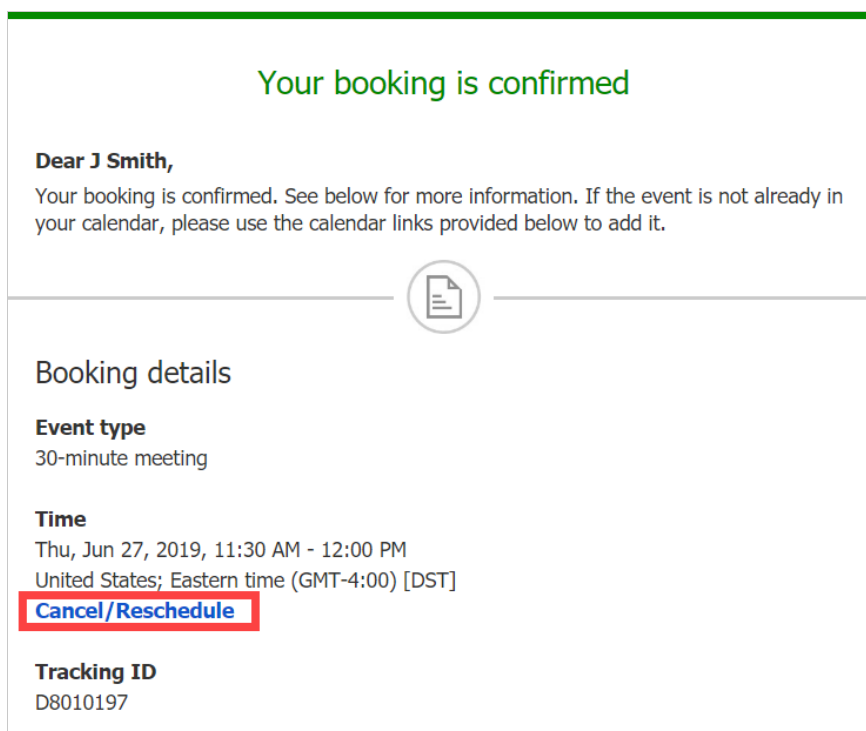 Your booking is confirmed
Dear J Smith,
Your booking is confirmed. See below for more information. If the event is not already in
your calendar, please use the calendar links provided below to add it.
Booking details
Event type
30-minute meeting
Time
Thu, Jun 27, 2019, 11:30 AM - 12:00 PM
United States; Eastern time (GMT-4:00) [DST]
Cancel/Reschedule
Tracking ID
D8010197